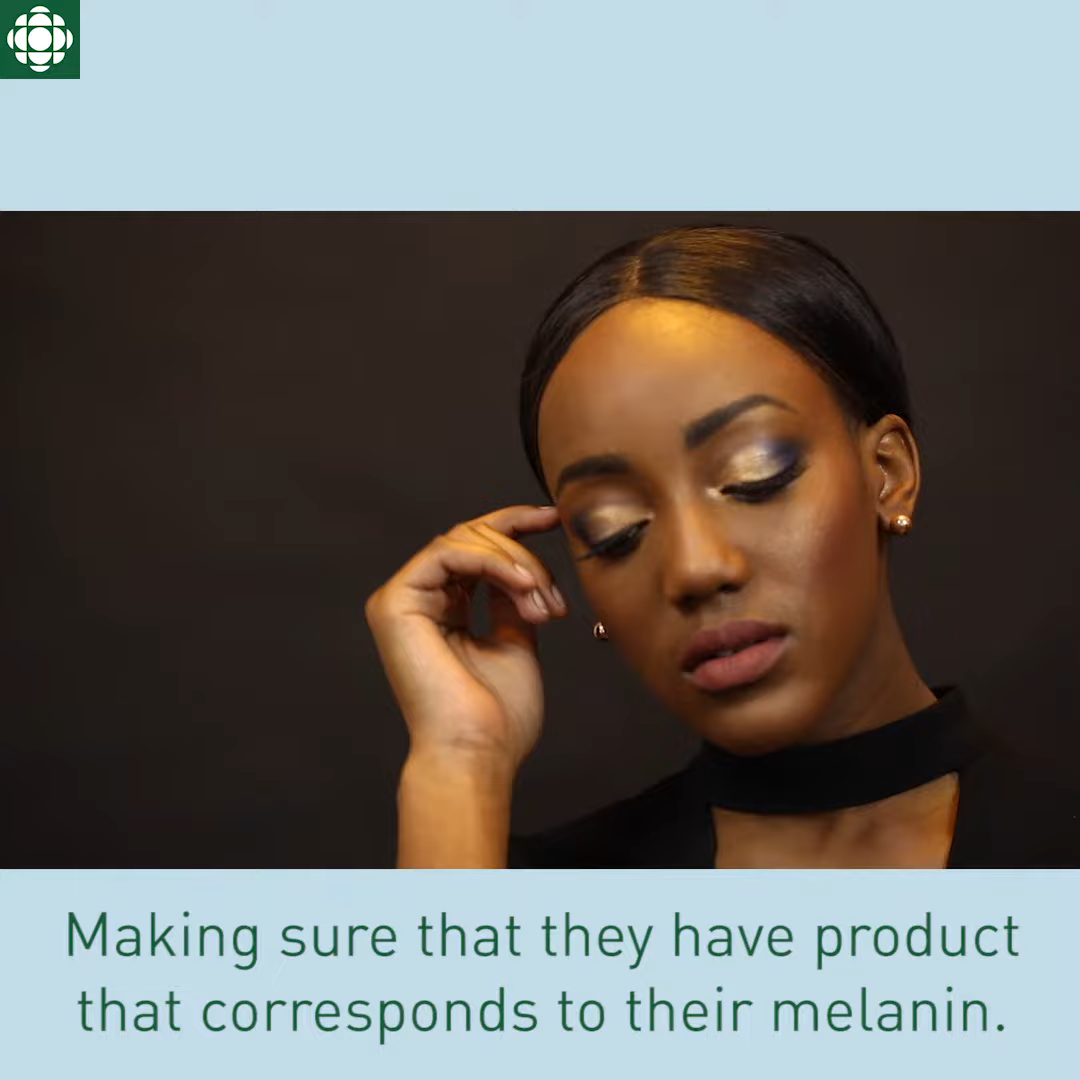 Making sure that they have product
that corresponds to their melanin.